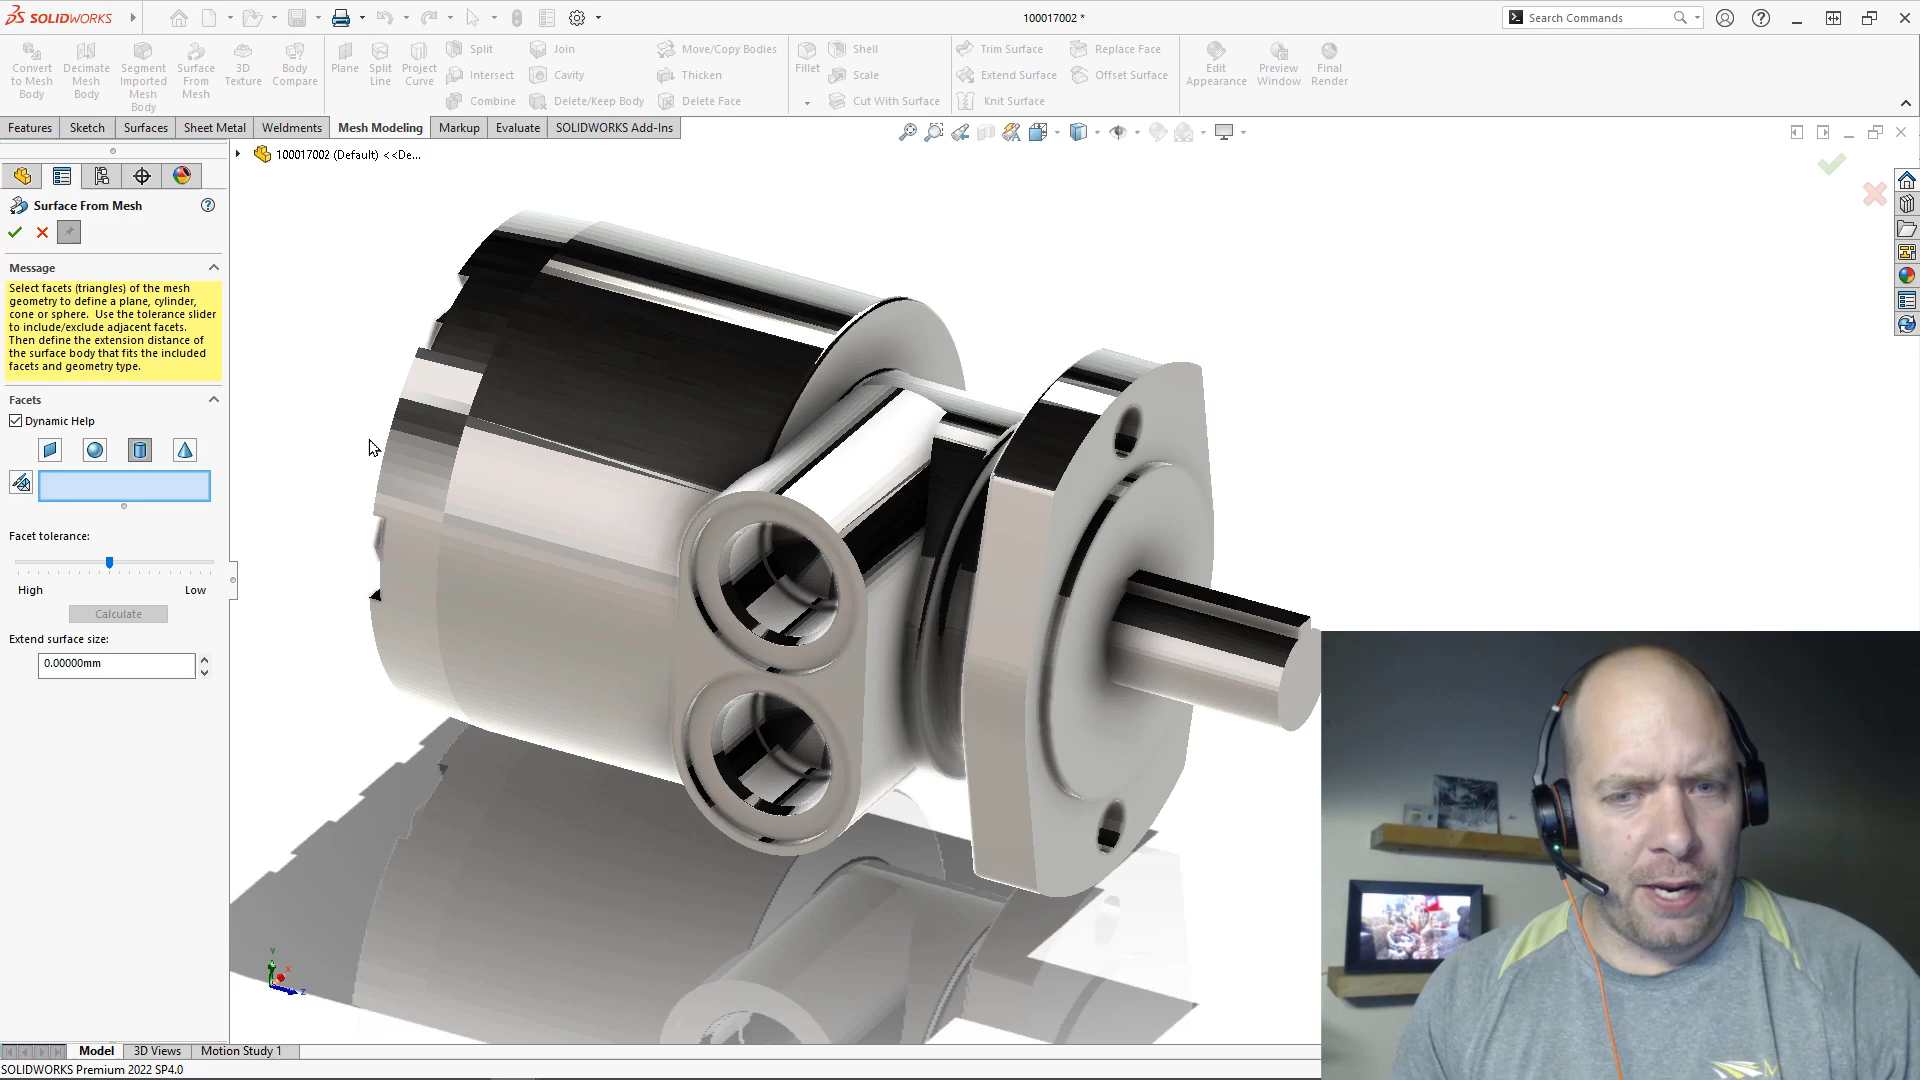 SOLIDWORKS
100017002 *
Search Commands
Convert to Mesh Body
Decimate Mesh Body
Segment Imported Mesh Body
Surface From Mesh
3D Texture
Body Compare
Plane
Split Line
Project Curve
Split
Intersect
Combine
Join
Cavity
Delete/Keep Body
Move/Copy Bodies
Thicken
Delete Face
Fillet
Shell
Scale
Cut With Surface
Trim Surface
Extend Surface
Knit Surface
Replace Face
Offset Surface
Edit Appearance
Preview Window
Final Render
Features
Sketch
Surfaces
Sheet Metal
Weldments
Mesh Modeling
Markup
Evaluate
SOLIDWORKS Add-Ins
100017002 (Default) <<De...
Surface From Mesh
Message
Select facets (triangles) of the mesh
geometry to define a plane, cylinder,
cone or sphere. Use the tolerance slider
to include/exclude adjacent facets.
Then define the extension distance of
the surface body that fits the included
facets and geometry type.
Facets
Dynamic Help
Facet tolerance:
High
Low
Calculate
Extend surface size:
0.00000mm
Y
X
Z
Model
3D Views
Motion Study 1
SOLIDWORKS Premium 2022 SP4.0